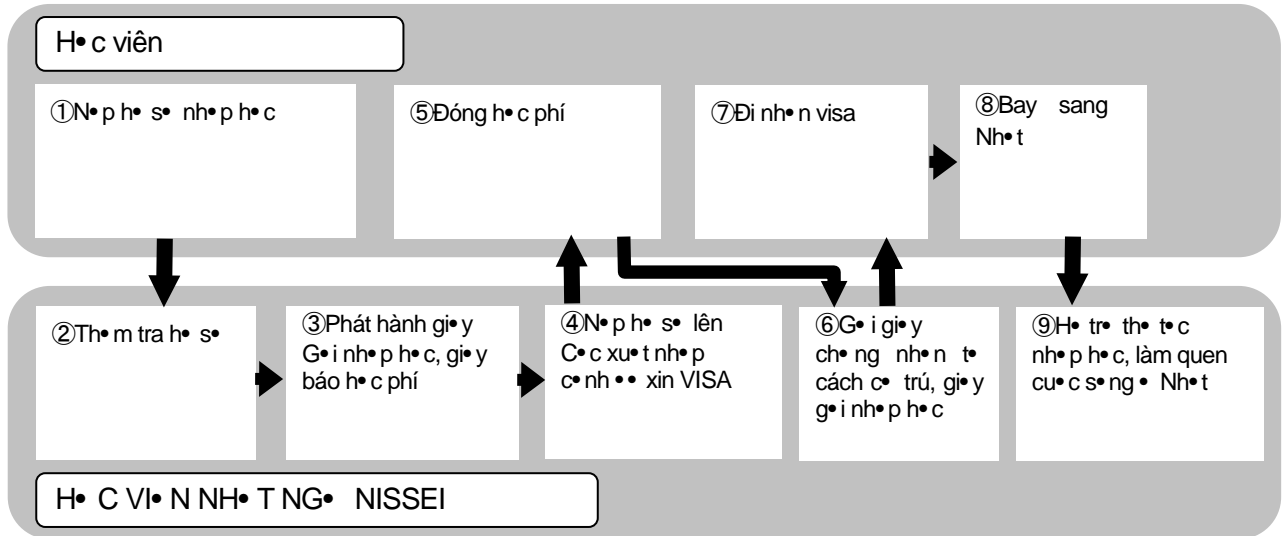 H• c viên
①N• p h• s• nh• p h• c
⑤Đóng h• c phí
⑦Đi nh• n visa
⑧Bay sang
Nh• t
②Th• m tra h• s•
③Phát hành gi• y
G• i nh• p h• c, gi• y
báo h• c phí
④N• p h• s• lên
C• c xu• t nh• p
c• nh • • xin VISA
⑥G• i gi• y
ch• ng nh• n t•
cách c• trú, gi• y
g• i nh• p h• c
⑨H• tr• th• t• c
nh• p h• c, làm quen
cu• c s• ng • Nh• t
H• C VI• N NH• T NG• NISSEI